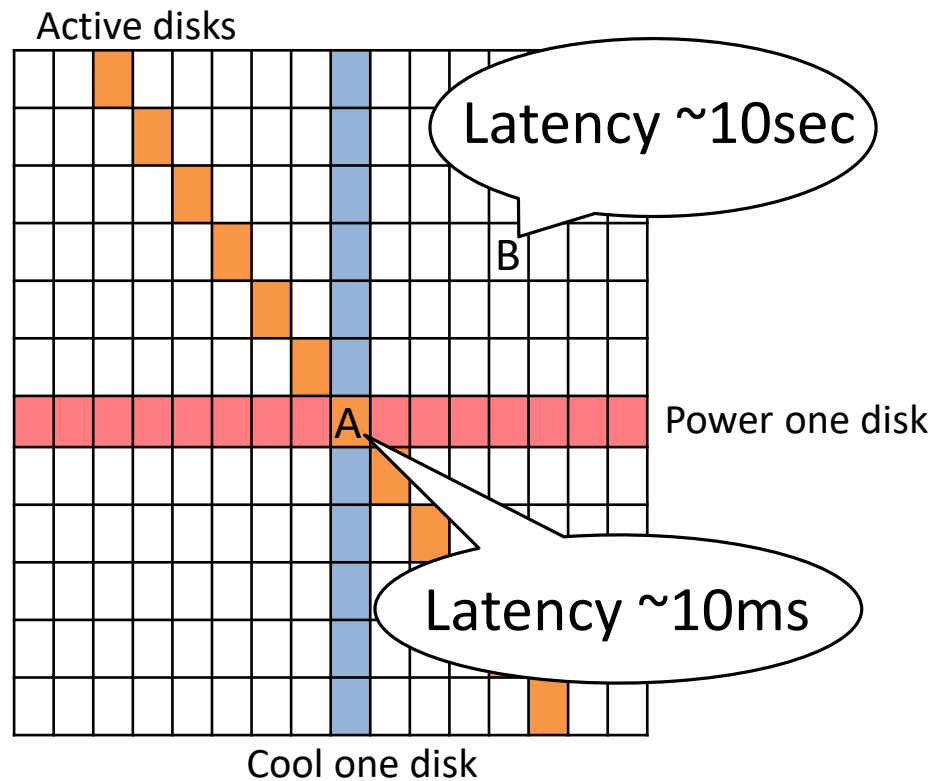 Active disks
Latency ~10sec
B
A
Power one disk
Latency ~10ms
Cool one disk